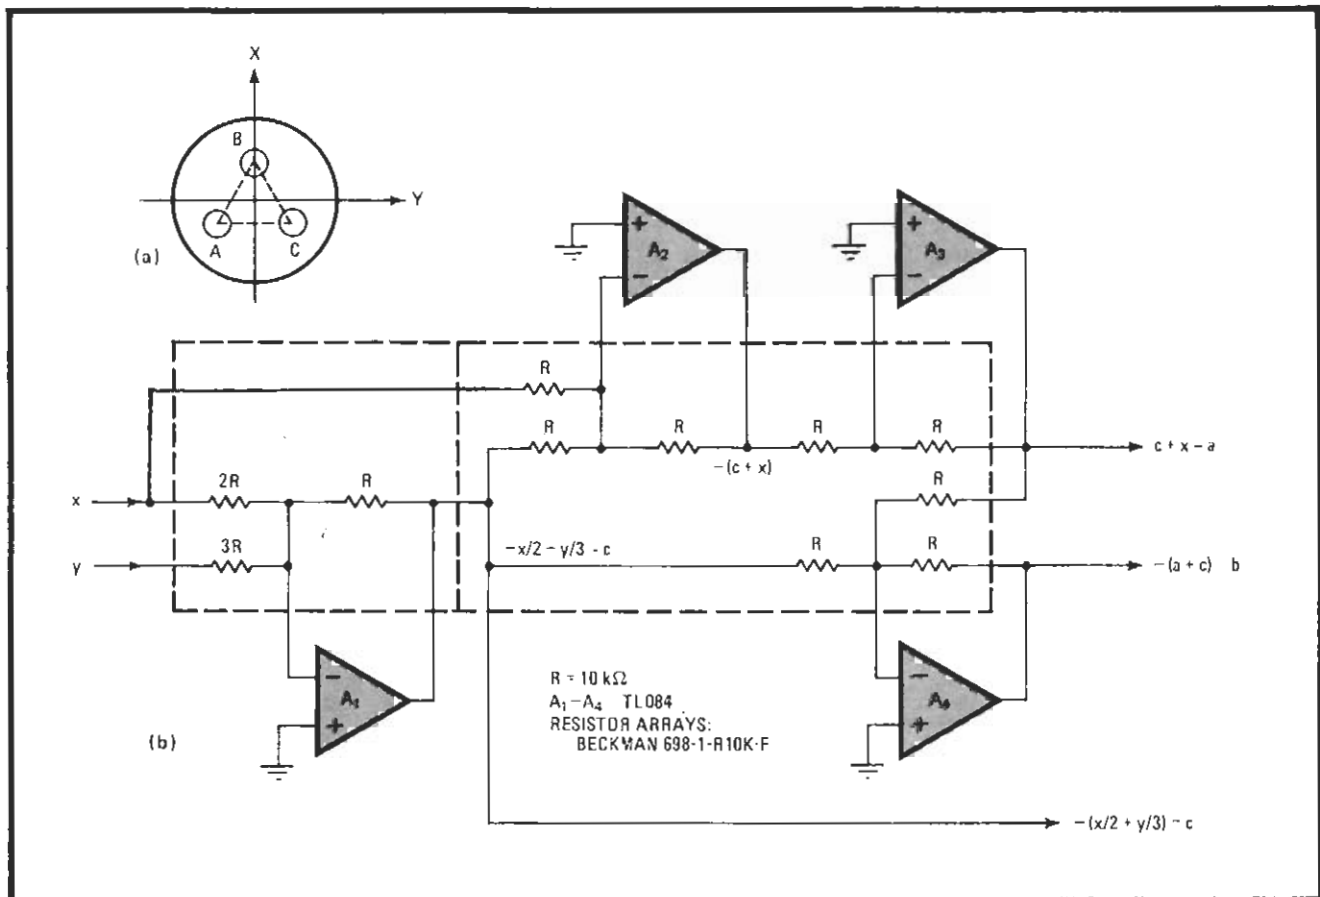 X
B
Y
A
C
(a)
+
A2
−
+
A3
−
R
R
R
R
R
−(c + x)
c + x − a
2R
R
R
x
3R
−x/2 − y/3 - c
R
R
y
−(a + c) b
−
A1
+
R = 10 kΩ
A1–A4 TL084
RESISTOR ARRAYS:
BECKMAN 698-1-R10K-F
−
A4
+
(b)
−(x/2 + y/3) − c